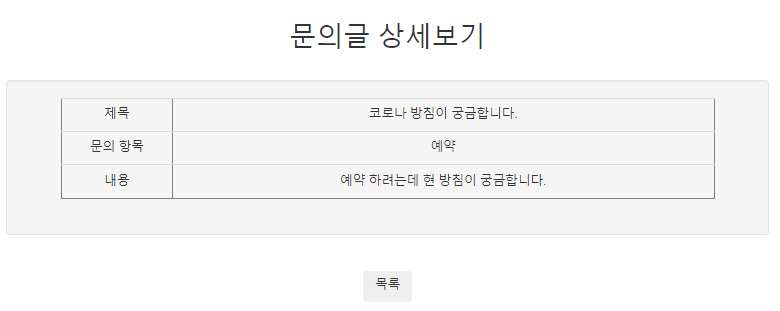 문의글 상세보기
제목 코로나 방침이 궁금합니다.
문의 항목 예약
내용 예약 하려는데 현 방침이 궁금합니다.
목록